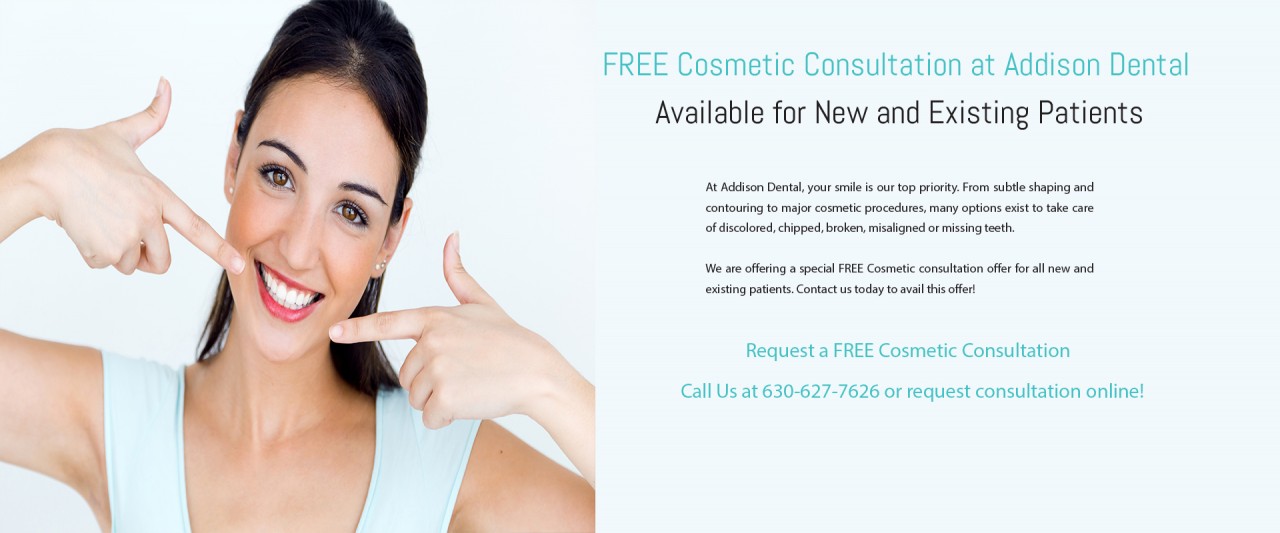 FREE Cosmetic Consultation at Addison Dental
Available for New and Existing Patients
At Addison Dental, your smile is our top priority. From subtle shaping and
contouring to major cosmetic procedures, many options exist to take care
of discolored, chipped, broken, misaligned or missing teeth.
We are offering a special FREE Cosmetic consultation offer for all new and
existing patients. Contact us today to avail this offer!
Request a FREE Cosmetic Consultation
Call Us at 630-627-7626 or request consultation online!